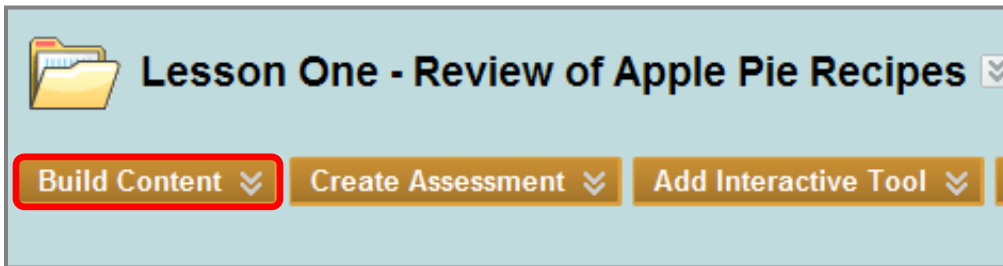 Lesson One - Review of Apple Pie Recipes
Build Content Create Assessment Add Interactive Tool